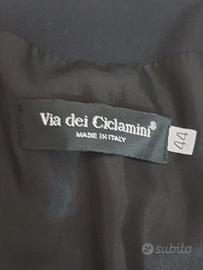 Via dei Ciclamini®
MADE IN ITALY
44
subito